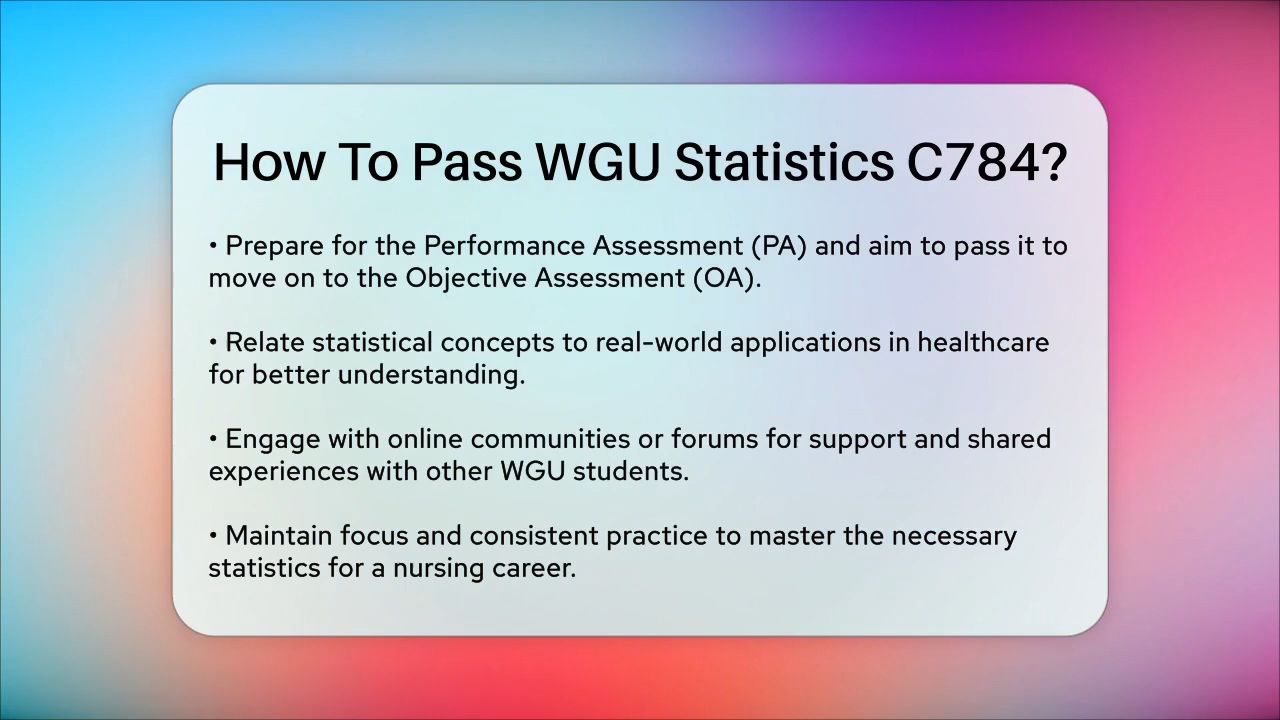 How To Pass WGU Statistics C784?
• Prepare for the Performance Assessment (PA) and aim to pass it to
move on to the Objective Assessment (OA).
• Relate statistical concepts to real-world applications in healthcare
for better understanding.
• Engage with online communities or forums for support and shared
experiences with other WGU students.
• Maintain focus and consistent practice to master the necessary
statistics for a nursing career.